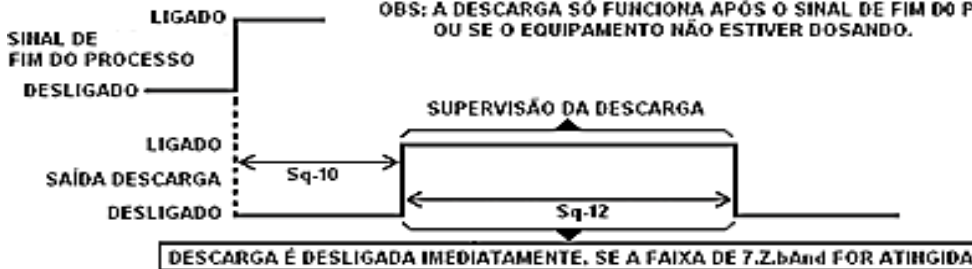 OBS: A DESCARGA SÓ FUNCIONA APÓS O SINAL DE FIM DO
OU SE O EQUIPAMENTO NÃO ESTIVER DOSANDO.
LIGADO
SINAL DE
FIM DO PROCESSO
DESLIGADO
SUPERVISÃO DA DESCARGA
LIGADO
Sq-10
SAÍDA DESCARGA
DESLIGADO
Sq-12
DESCARGA É DESLIGADA IMEDIATAMENTE, SE A FAIXA DE 7.Z.bAnd FOR ATINGIDA